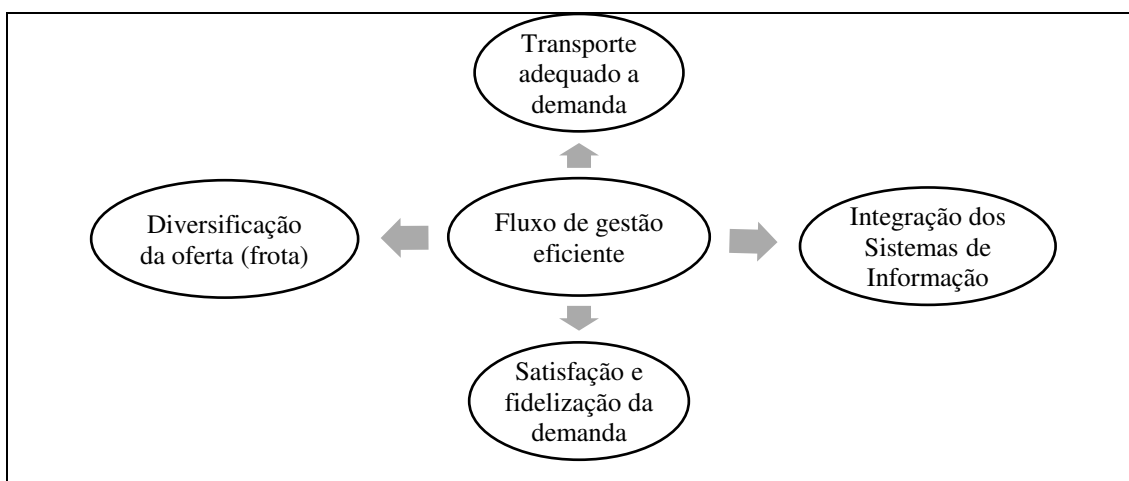 Transporte
adequado a
demanda
Diversificação
da oferta (frota)
Fluxo de gestão
eficiente
Integração dos
Sistemas de
Informação
Satisfação e
fidelização da
demanda